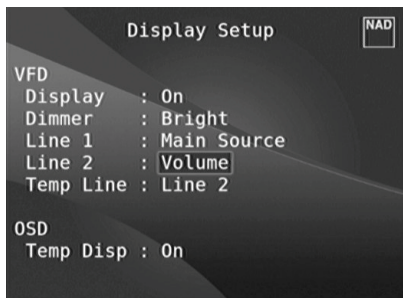 Display Setup
NAD
VFD
Display : On
Dimmer : Bright
Line 1 : Main Source
Line 2 : Volume
Temp Line : Line 2
OSD
Temp Disp : On